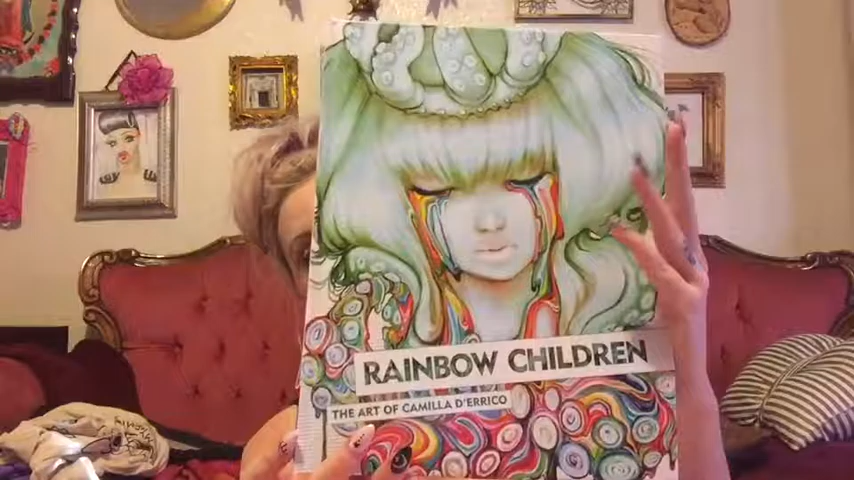 RAINBOW CHILDREN
THE ART OF CAMILLA D'ERRICO